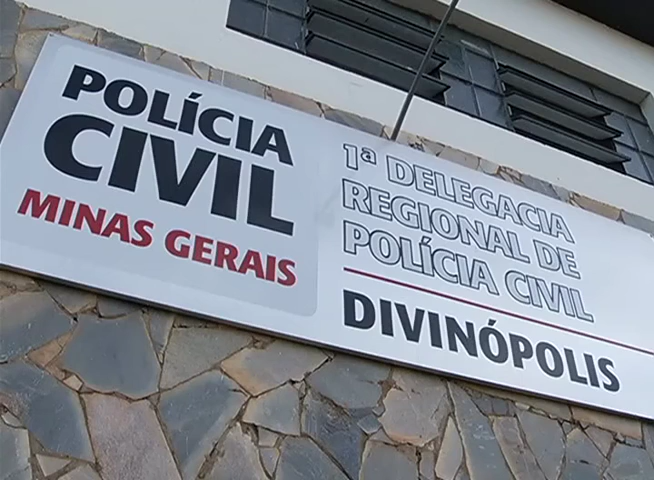 POLÍCIA
CIVIL
MINAS GERAIS
1ª DELEGACIA
REGIONAL DE
POLÍCIA CIVIL
DIVINÓPOLIS